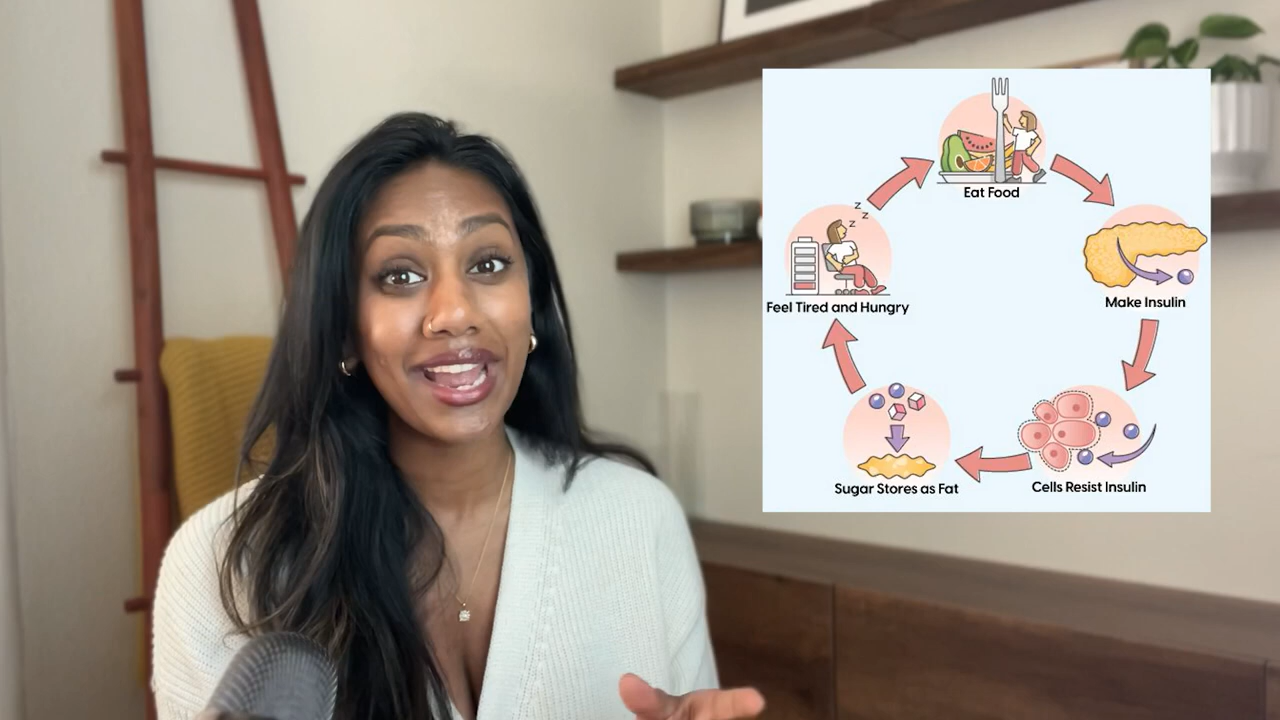 Eat Food
Make Insulin
Cells Resist Insulin
Sugar Stores as Fat
Feel Tired and Hungry
z
z
z